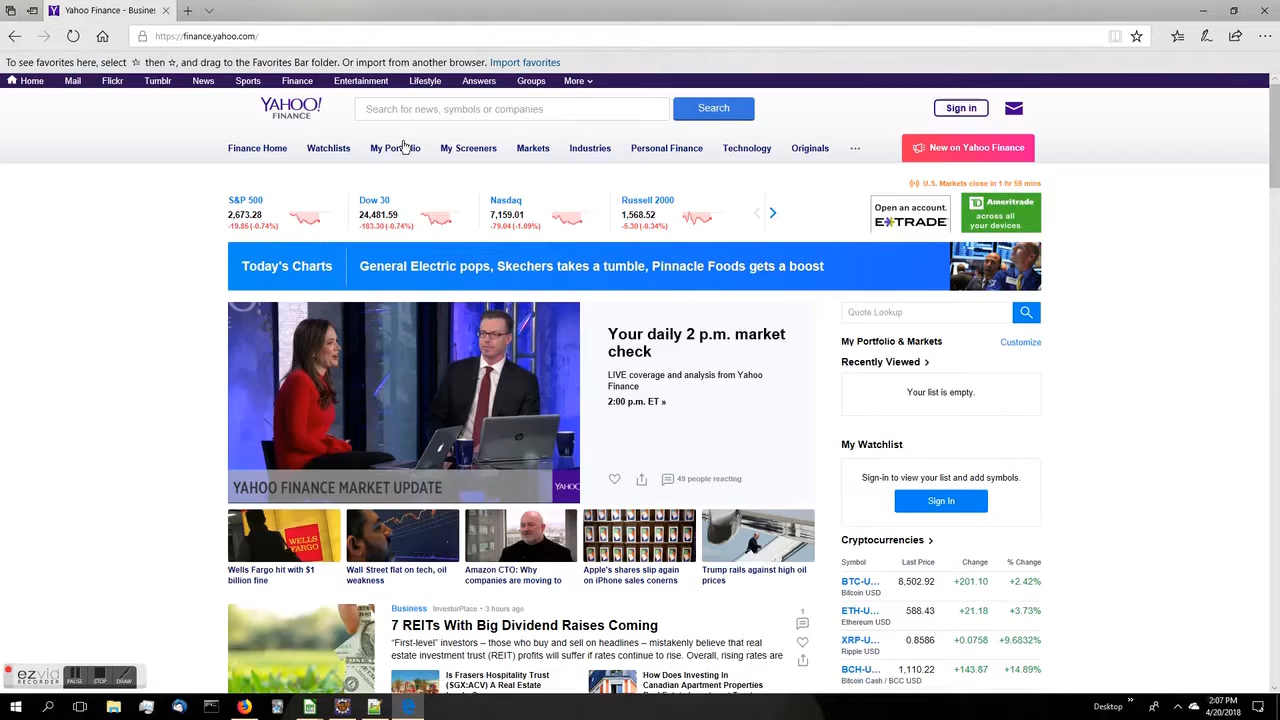 Yahoo Finance - Busines
https://finance.yahoo.com/
To see favorites here, select ☆ then ☆, and drag to the Favorites Bar folder. Or import from another browser. Import favorites
Home Mail Flickr Tumblr News Sports Finance Entertainment Lifestyle Answers Groups More
YAHOO!
FINANCE
Search for news, symbols or companies
Search
Sign in
Finance Home Watchlists My Portfolio My Screeners Markets Industries Personal Finance Technology Originals ...
New on Yahoo Finance
U.S. Markets close in 1 hr 59 mins
S&P 500 Dow 30 Nasdaq Russell 2000
2,673.28 24,481.59 7,159.01 1,568.52
-19.85 (-0.74%) -183.30 (-0.74%) -79.04 (-1.09%) -5.30 (-0.34%)
Open an account.
E*TRADE
TD Ameritrade
across all
your devices
Today's Charts
General Electric pops, Skechers takes a tumble, Pinnacle Foods gets a boost
Your daily 2 p.m. market
check
LIVE coverage and analysis from Yahoo
Finance
2:00 p.m. ET »
49 people reacting
YAHOO FINANCE MARKET UPDATE
YAHOO
Quote Lookup
My Portfolio & Markets
Customize
Recently Viewed >
Your list is empty.
My Watchlist
Sign-in to view your list and add symbols.
Sign In
WELLS
FARGO
Wells Fargo hit with $1
billion fine
Wall Street flat on tech, oil
weakness
Amazon CTO: Why
companies are moving to
Apple's shares slip again
on iPhone sales conerns
Trump rails against high oil
prices
Cryptocurrencies >
Symbol Last Price Change % Change
BTC-U... 8,502.92 +201.10 +2.42%
Bitcoin USD
ETH-U... 588.43 +21.18 +3.73%
Ethereum USD
XRP-U... 0.8586 +0.0758 +9.6832%
Ripple USD
BCH-U... 1,110.22 +143.87 +14.89%
Bitcoin Cash / BCC USD
Business InvestorPlace • 3 hours ago
7 REITs With Big Dividend Raises Coming
"First-level" investors – those who buy and sell on headlines – mistakenly believe that real
estate investment trust (REIT) profits will suffer if rates continue to rise. Overall, rising rates are
1
Is Frasers Hospitality Trust
(SGX:ACV) A Real Estate
How Does Investing In
Canadian Apartment Properties
ezvid
RECORDER
PAUSE STOP DRAW
Desktop
2:07 PM
4/20/2018